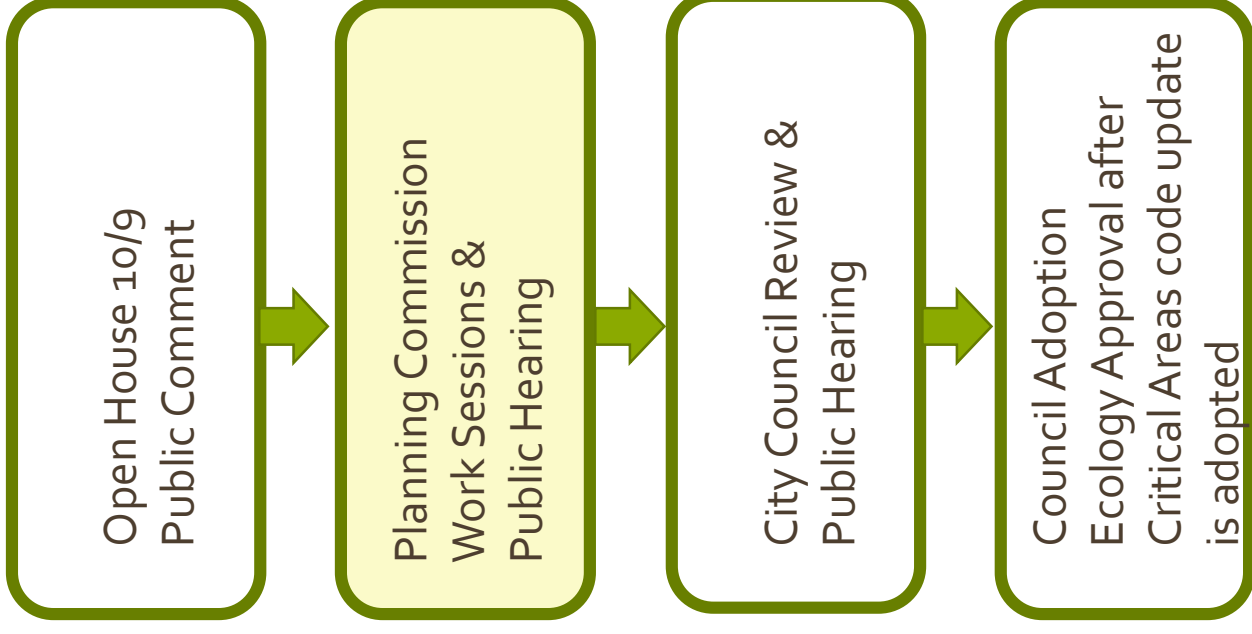 Open House 10/9
Public Comment
Planning Commission
Work Sessions &
Public Hearing
City Council Review &
Public Hearing
Council Adoption
Ecology Approval after
Critical Areas code update
is adopted